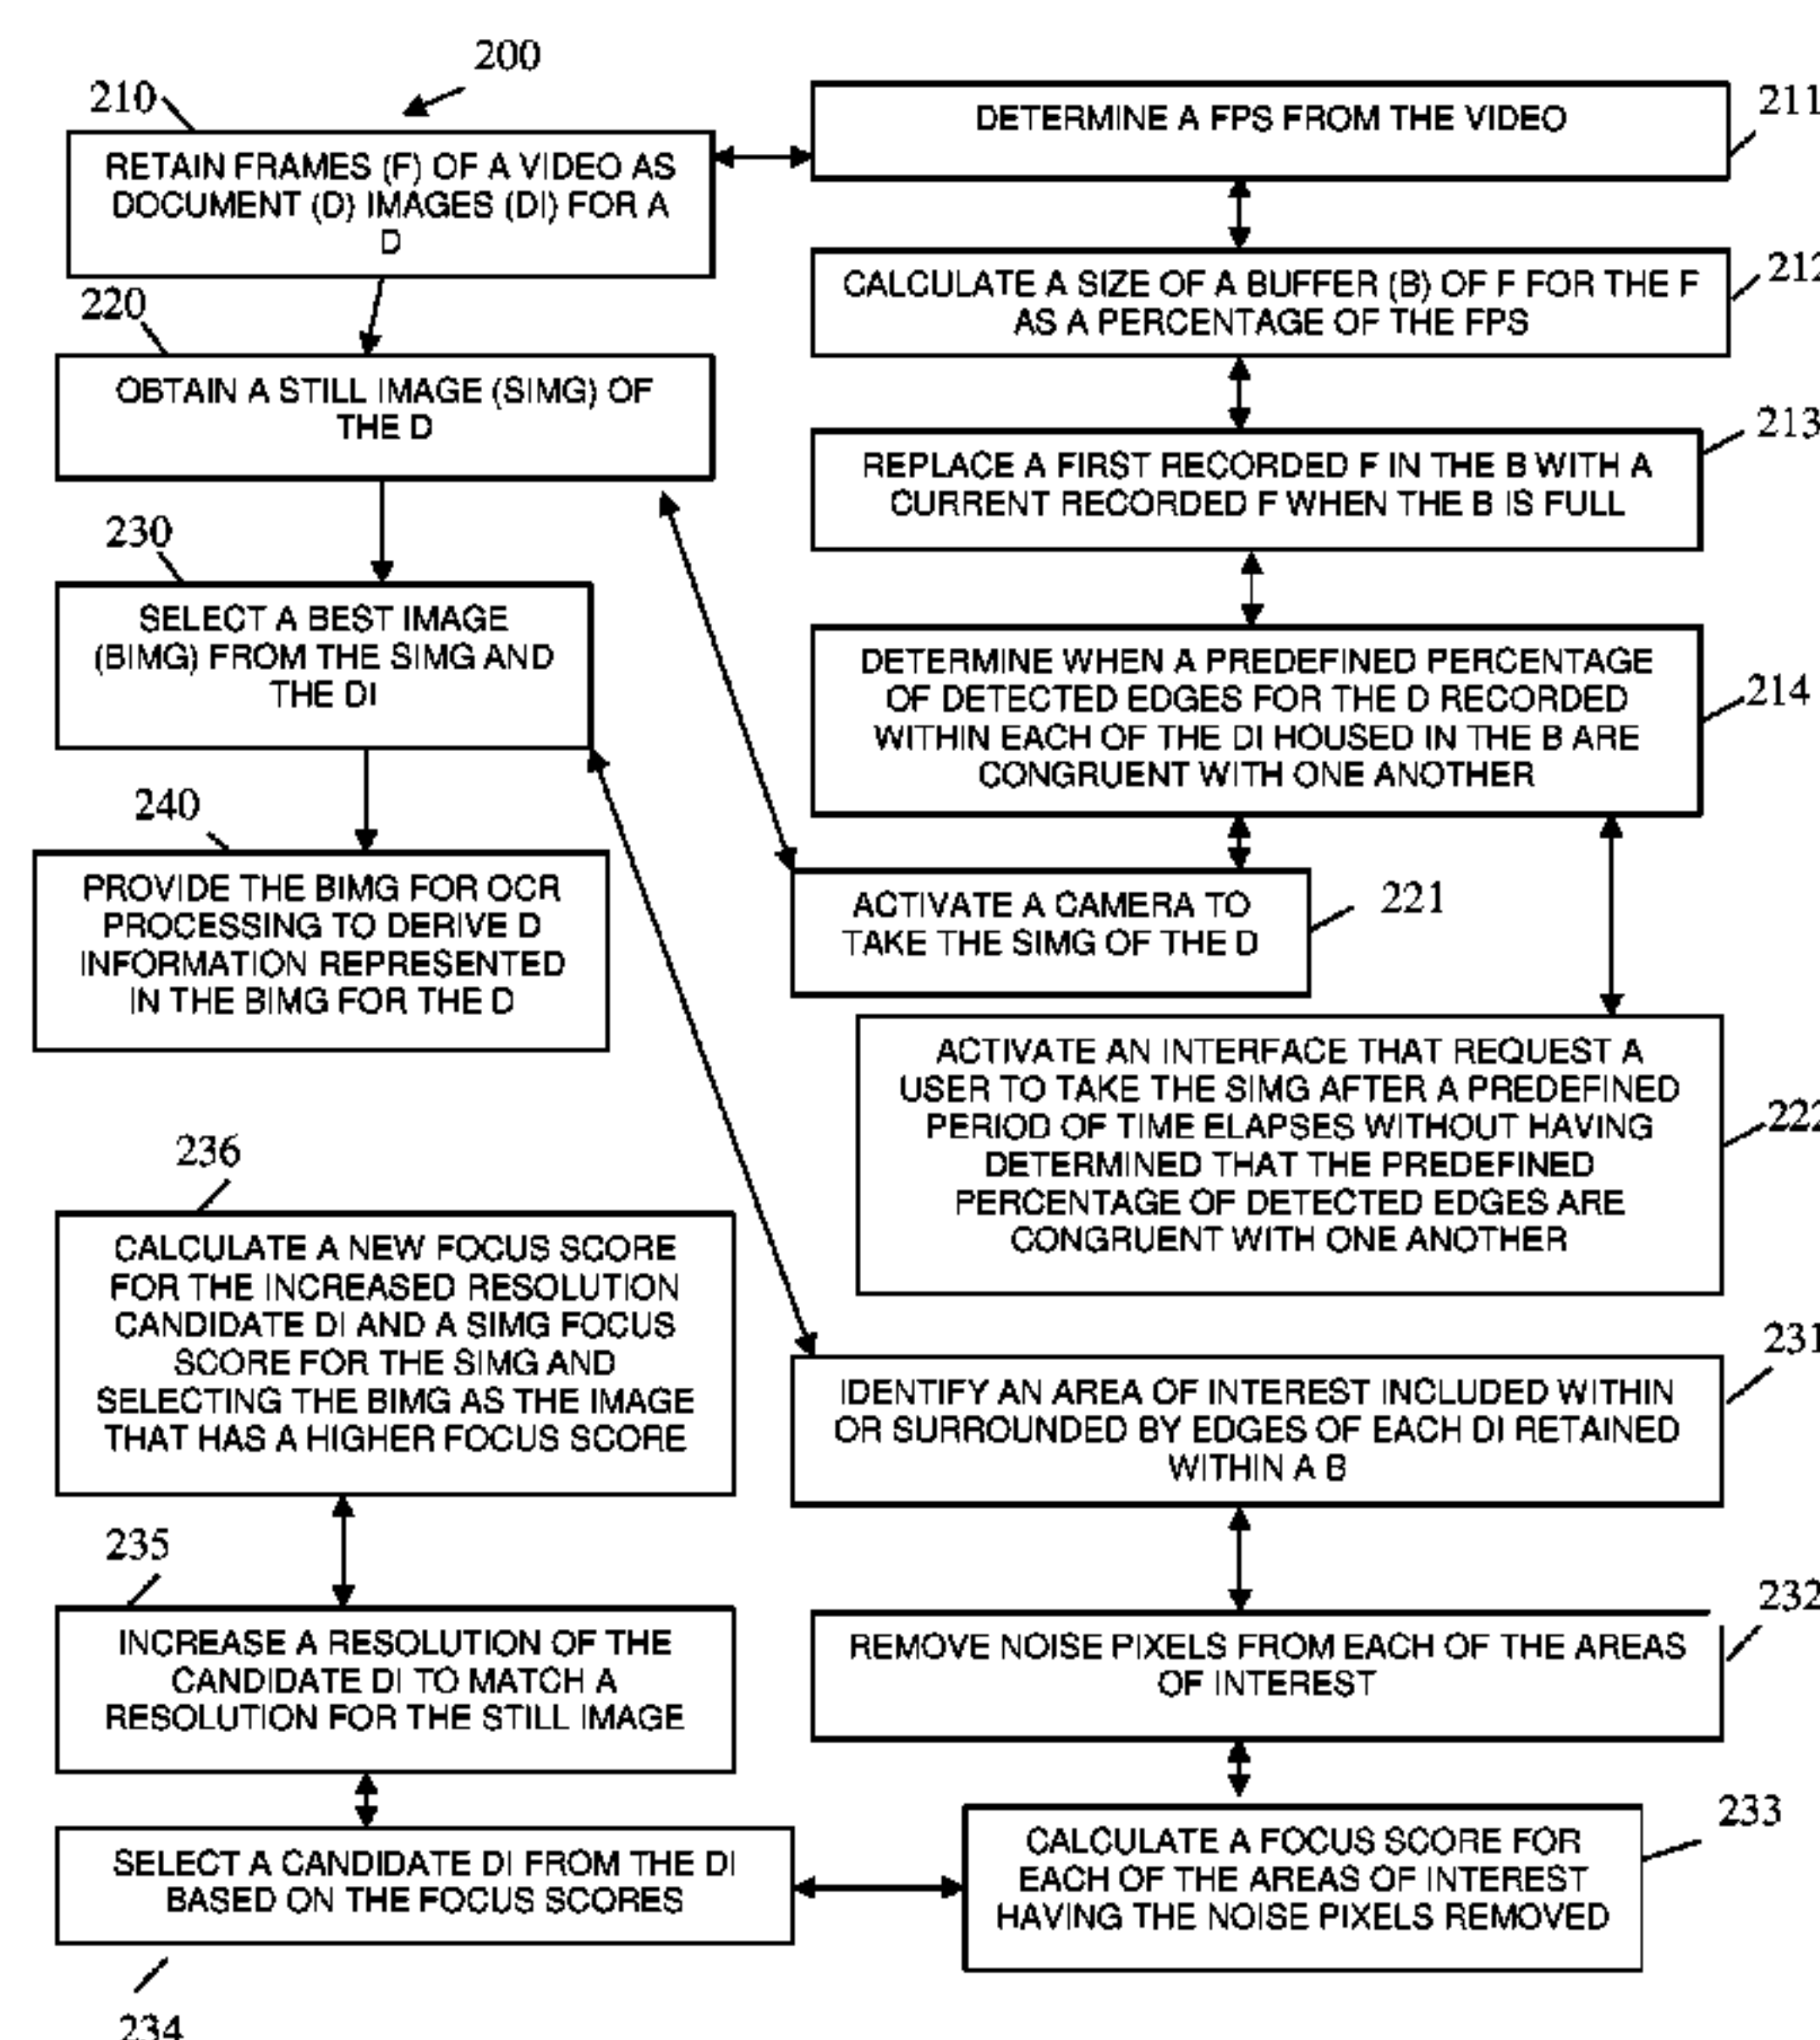 200
210
RETAIN FRAMES (F) OF A VIDEO AS
DOCUMENT (D) IMAGES (DI) FOR A
D
211
DETERMINE A FPS FROM THE VIDEO
212
CALCULATE A SIZE OF A BUFFER (B) OF F FOR THE F
AS A PERCENTAGE OF THE FPS
220
OBTAIN A STILL IMAGE (SIMG) OF
THE D
213
REPLACE A FIRST RECORDED F IN THE B WITH A
CURRENT RECORDED F WHEN THE B IS FULL
230
SELECT A BEST IMAGE
(BIMG) FROM THE SIMG AND
THE DI
214
DETERMINE WHEN A PREDEFINED PERCENTAGE
OF DETECTED EDGES FOR THE D RECORDED
WITHIN EACH OF THE DI HOUSED IN THE B ARE
CONGRUENT WITH ONE ANOTHER
240
PROVIDE THE BIMG FOR OCR
PROCESSING TO DERIVE D
INFORMATION REPRESENTED
IN THE BIMG FOR THE D
221
ACTIVATE A CAMERA TO
TAKE THE SIMG OF THE D
222
ACTIVATE AN INTERFACE THAT REQUEST A
USER TO TAKE THE SIMG AFTER A PREDEFINED
PERIOD OF TIME ELAPSES WITHOUT HAVING
DETERMINED THAT THE PREDEFINED
PERCENTAGE OF DETECTED EDGES ARE
CONGRUENT WITH ONE ANOTHER
236
CALCULATE A NEW FOCUS SCORE
FOR THE INCREASED RESOLUTION
CANDIDATE DI AND A SIMG FOCUS
SCORE FOR THE SIMG AND
SELECTING THE BIMG AS THE IMAGE
THAT HAS A HIGHER FOCUS SCORE
231
IDENTIFY AN AREA OF INTEREST INCLUDED WITHIN
OR SURROUNDED BY EDGES OF EACH DI RETAINED
WITHIN A B
235
INCREASE A RESOLUTION OF THE
CANDIDATE DI TO MATCH A
RESOLUTION FOR THE STILL IMAGE
232
REMOVE NOISE PIXELS FROM EACH OF THE AREAS
OF INTEREST
233
CALCULATE A FOCUS SCORE FOR
EACH OF THE AREAS OF INTEREST
HAVING THE NOISE PIXELS REMOVED
SELECT A CANDIDATE DI FROM THE DI
BASED ON THE FOCUS SCORES
234